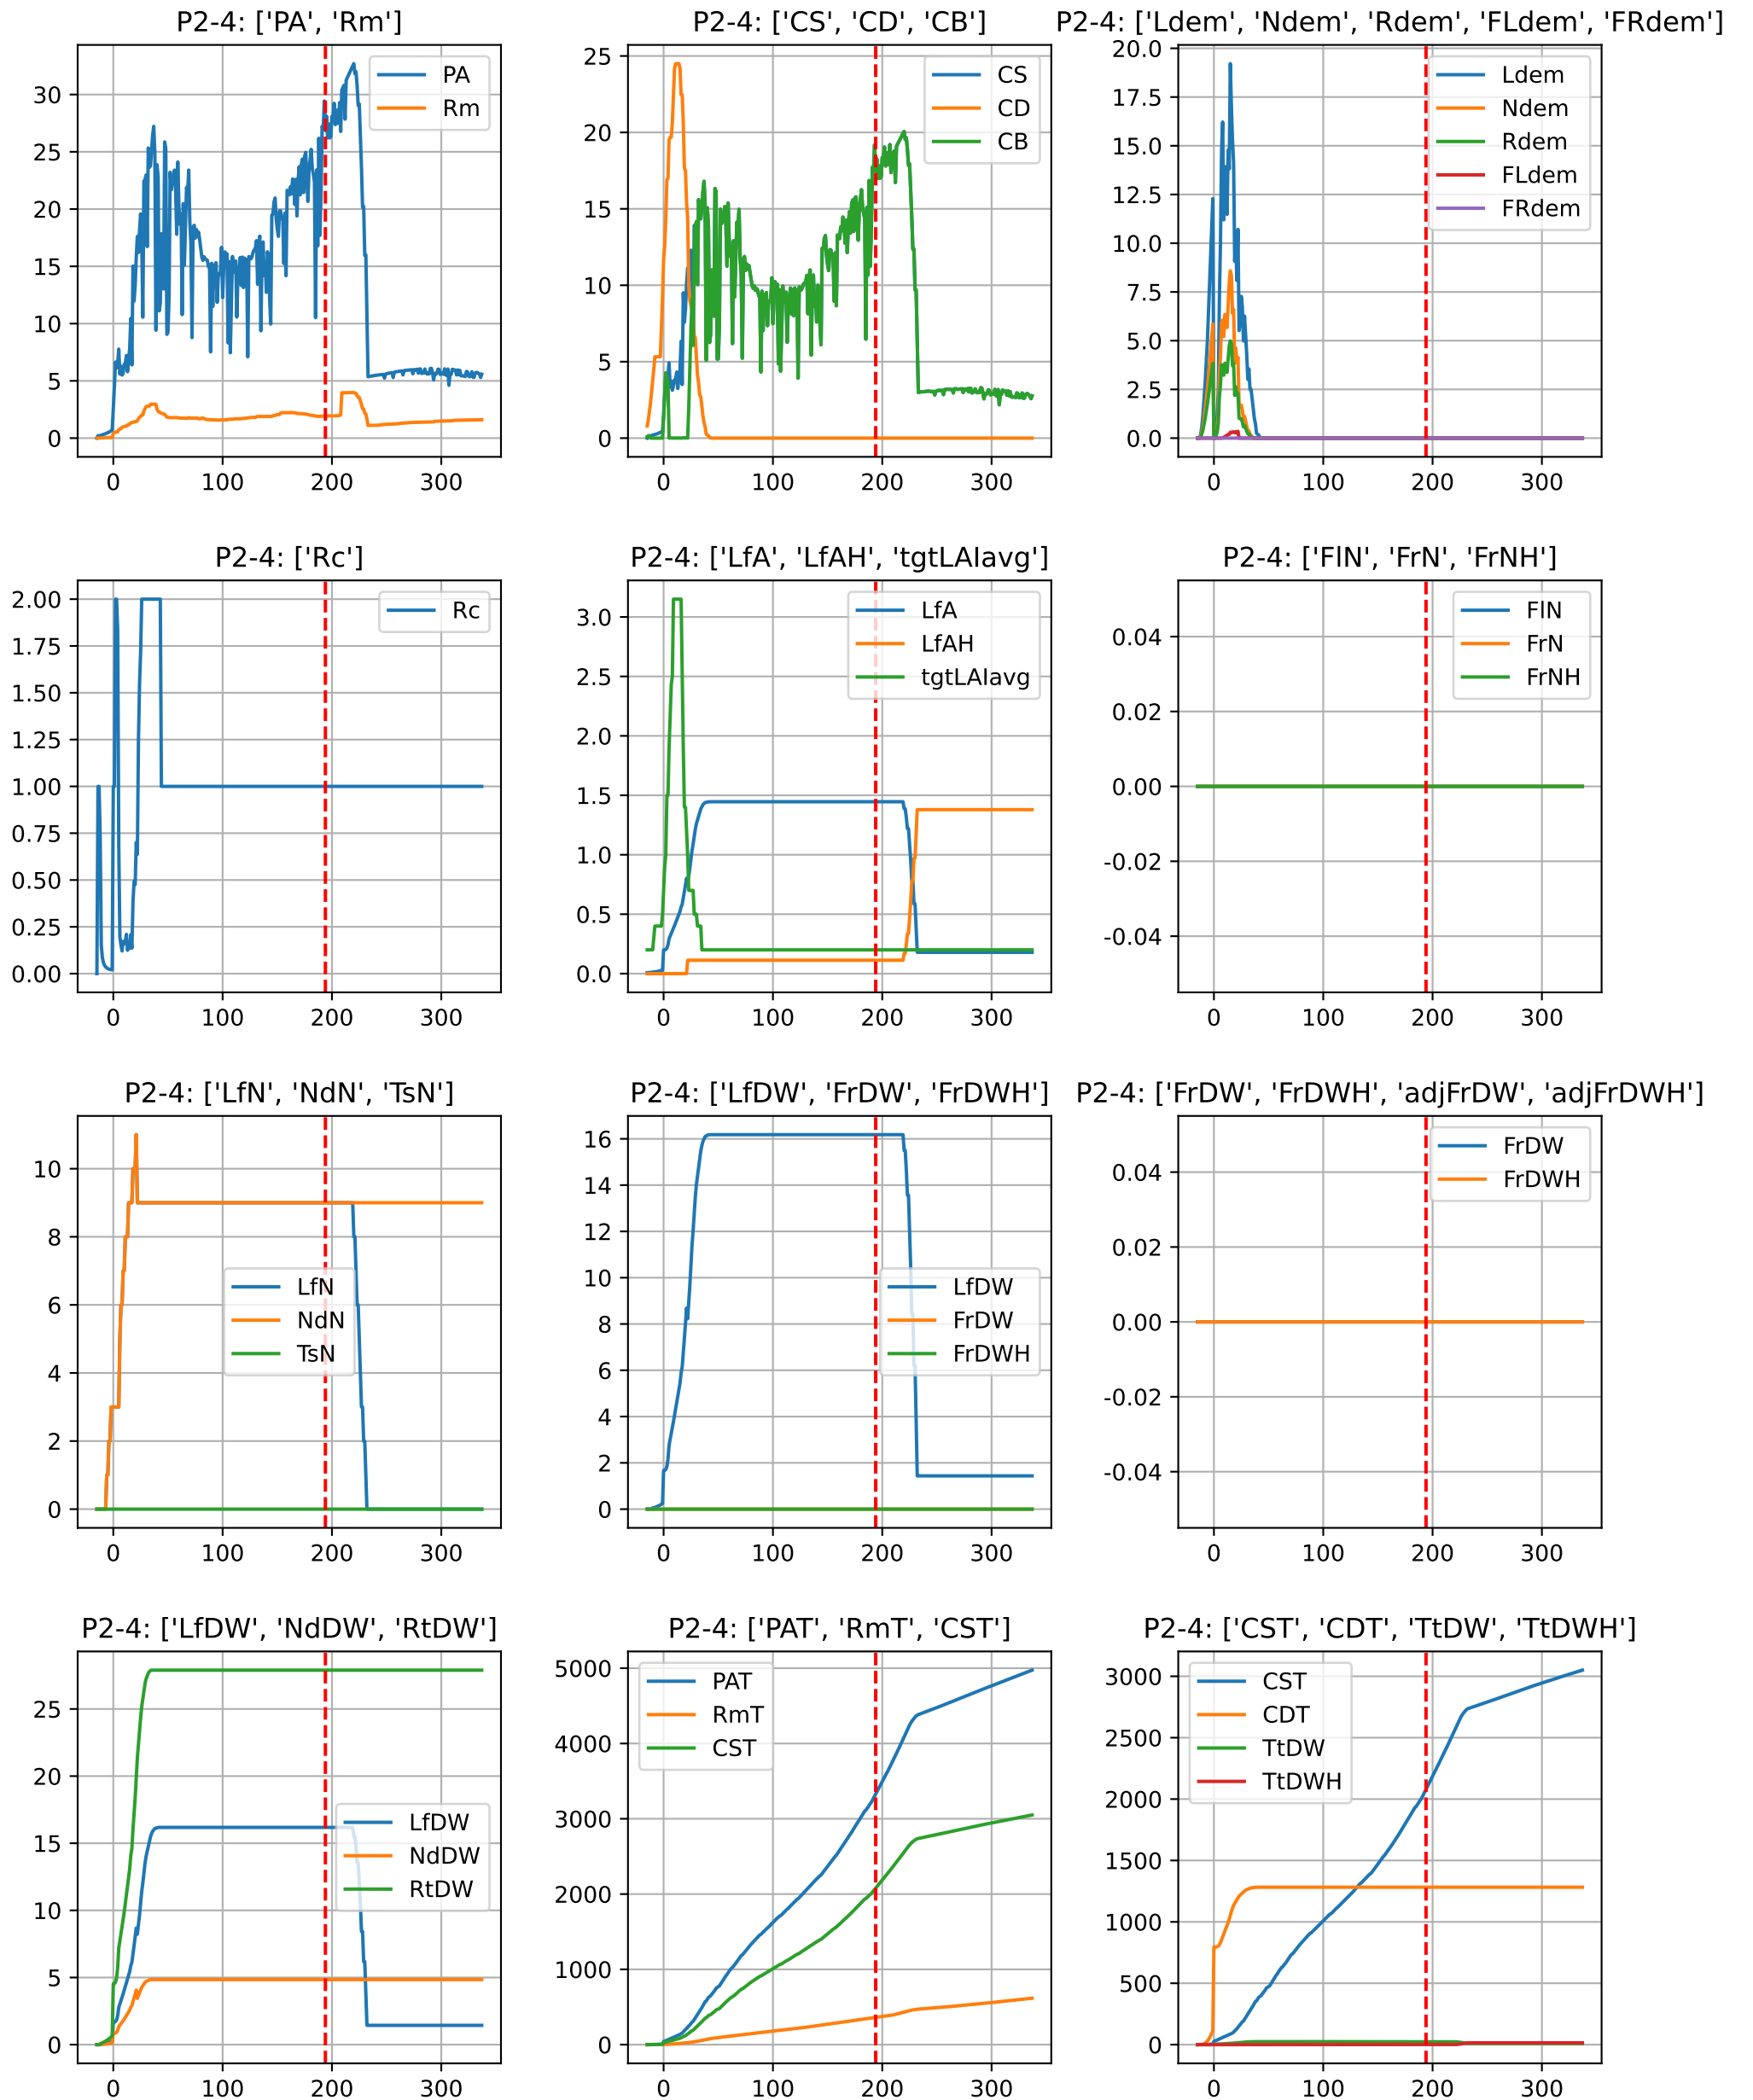 P2-4: ['PA', 'Rm']
30
25
20
15
10
5
0
0 100 200 300
PA
Rm
P2-4: ['CS', 'CD', 'CB']
25
20
15
10
5
0
0 100 200 300
CS
CD
CB
P2-4: ['Ldem', 'Ndem', 'Rdem', 'FLdem', 'FRdem']
20.0
17.5
15.0
12.5
10.0
7.5
5.0
2.5
0.0
0 100 200 300
Ldem
Ndem
Rdem
FLdem
FRdem
P2-4: ['Rc']
2.00
1.75
1.50
1.25
1.00
0.75
0.50
0.25
0.00
0 100 200 300
Rc
P2-4: ['LfA', 'LfAH', 'tgtLAIavg']
3.0
2.5
2.0
1.5
1.0
0.5
0.0
0 100 200 300
LfA
LfAH
tgtLAIavg
P2-4: ['FlN', 'FrN', 'FrNH']
0.04
0.02
0.00
-0.02
-0.04
0 100 200 300
FlN
FrN
FrNH
P2-4: ['LfN', 'NdN', 'TsN']
10
8
6
4
2
0
0 100 200 300
LfN
NdN
TsN
P2-4: ['LfDW', 'FrDW', 'FrDWH']
16
14
12
10
8
6
4
2
0
0 100 200 300
LfDW
FrDW
FrDWH
P2-4: ['FrDW', 'FrDWH', 'adjFrDW', 'adjFrDWH']
0.04
0.02
0.00
-0.02
-0.04
0 100 200 300
FrDW
FrDWH
P2-4: ['LfDW', 'NdDW', 'RtDW']
25
20
15
10
5
0
0 100 200 300
LfDW
NdDW
RtDW
P2-4: ['PAT', 'RmT', 'CST']
5000
4000
3000
2000
1000
0
0 100 200 300
PAT
RmT
CST
P2-4: ['CST', 'CDT', 'TtDW', 'TtDWH']
3000
2500
2000
1500
1000
500
0
0 100 200 300
CST
CDT
TtDW
TtDWH